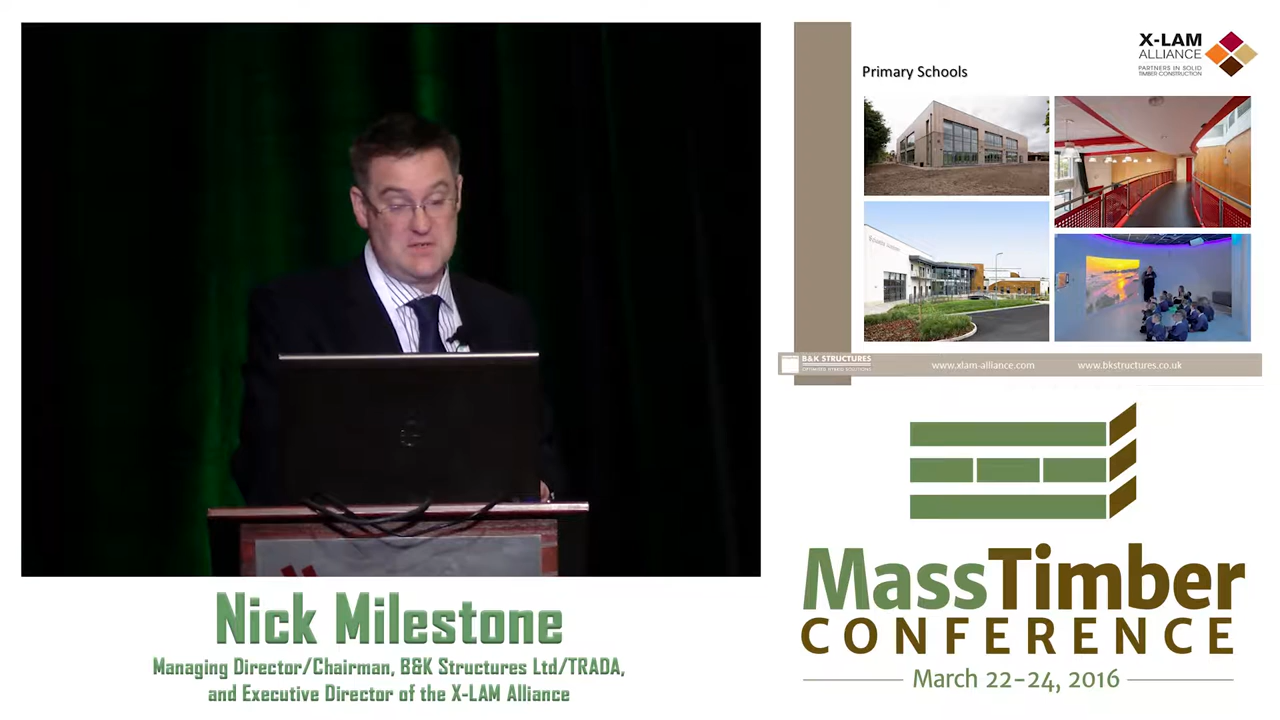 X-LAM
ALLIANCE
PARTNERS IN SOLID
TIMBER CONSTRUCTION
Primary Schools
B&K STRUCTURES
www.xlam-alliance.com
www.bkstructures.co.uk
MassTimber
CONFERENCE
March 22-24, 2016
Nick Milestone
Managing Director/Chairman, B&K Structures Ltd/TRADA,
and Executive Director of the X-LAM Alliance